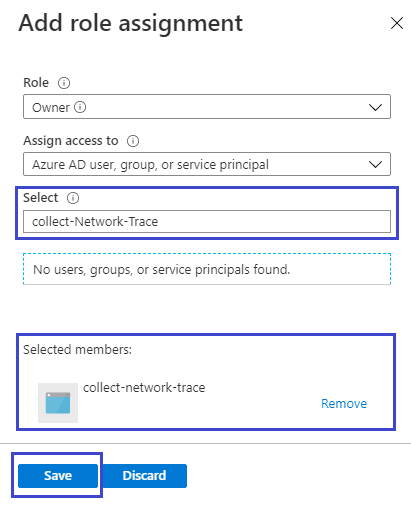 Add role assignment
Role
Owner
Assign access to
Azure AD user, group, or service principal
Select
collect-Network-Trace
No users, groups, or service principals found.
Selected members:
collect-network-trace
Remove
Save Discard